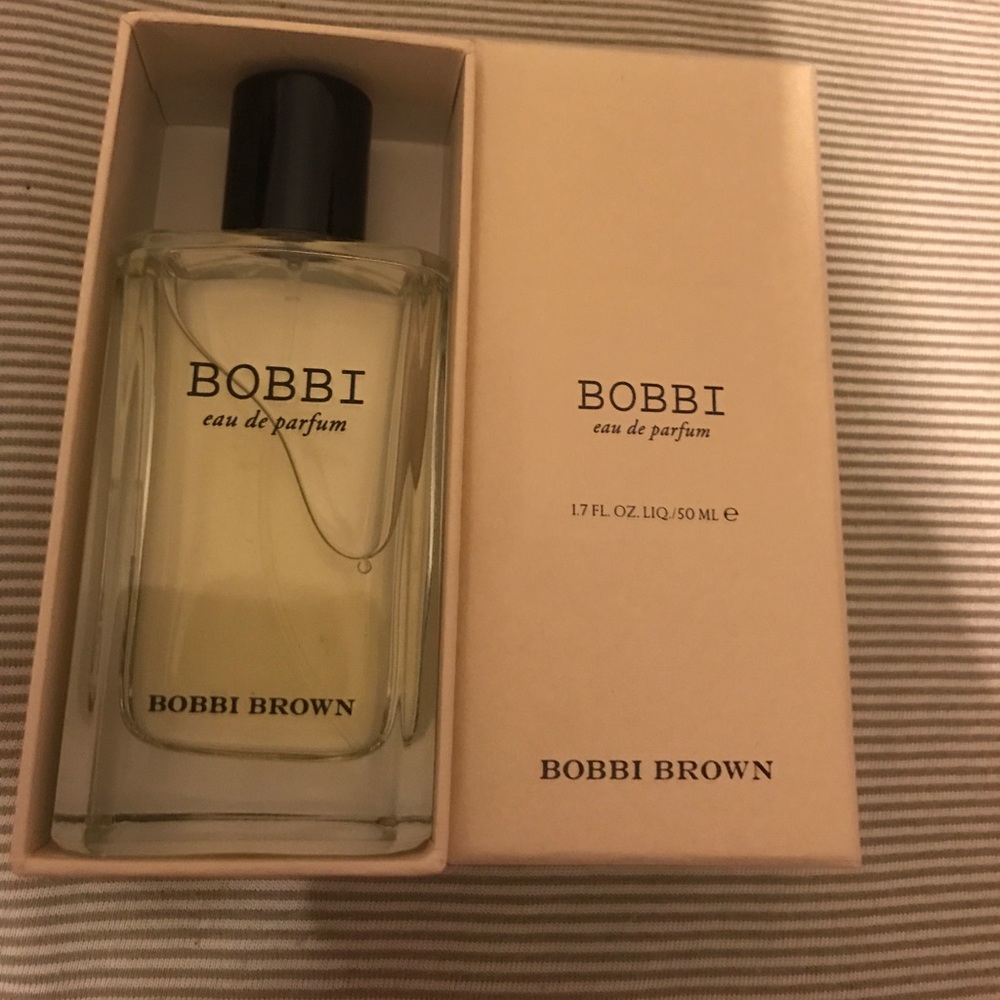 BOBBI
eau de parfum
BOBBI BROWN
BOBBI
eau de parfum
1.7 FL. OZ. LIQ./50 ML ℮
BOBBI BROWN